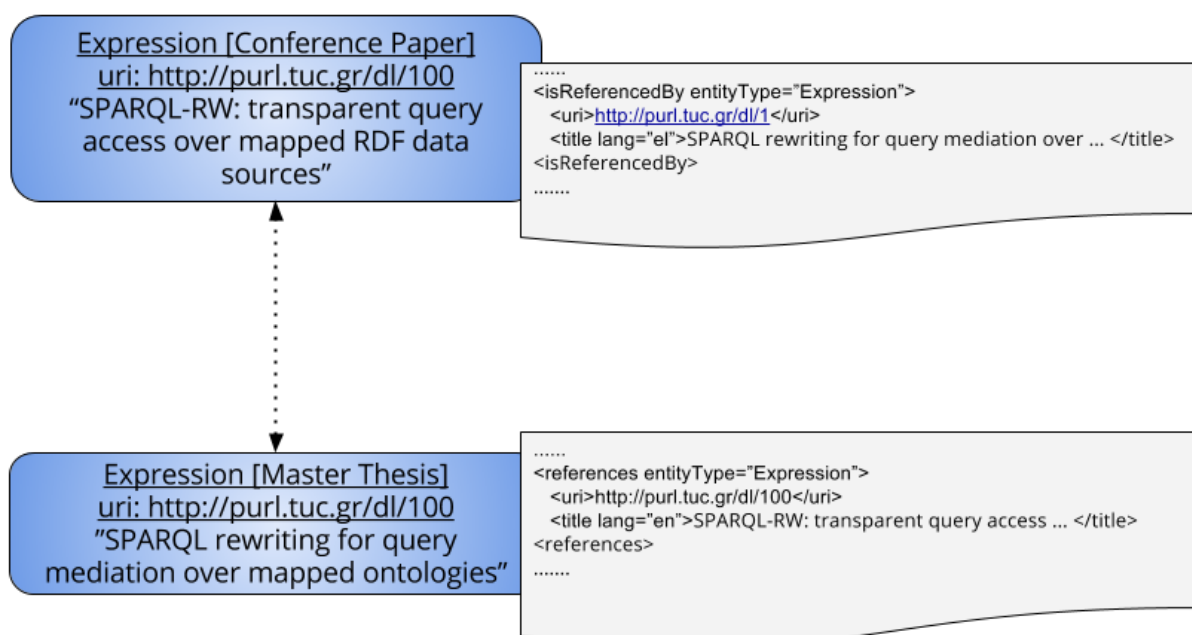 Expression [Conference Paper]
uri: http://purl.tuc.gr/dl/100
“SPARQL-RW: transparent query
access over mapped RDF data
sources”
......
<isReferencedBy entityType=”Expression”>
<uri>http://purl.tuc.gr/dl/1</uri>
<title lang=”el”>SPARQL rewriting for query mediation over ... </title>
<isReferencedBy>
.......
Expression [Master Thesis]
uri: http://purl.tuc.gr/dl/100
”SPARQL rewriting for query
mediation over mapped ontologies”
......
<references entityType=”Expression”>
<uri>http://purl.tuc.gr/dl/100</uri>
<title lang=”en”>SPARQL-RW: transparent query access ... </title>
<references>
.......